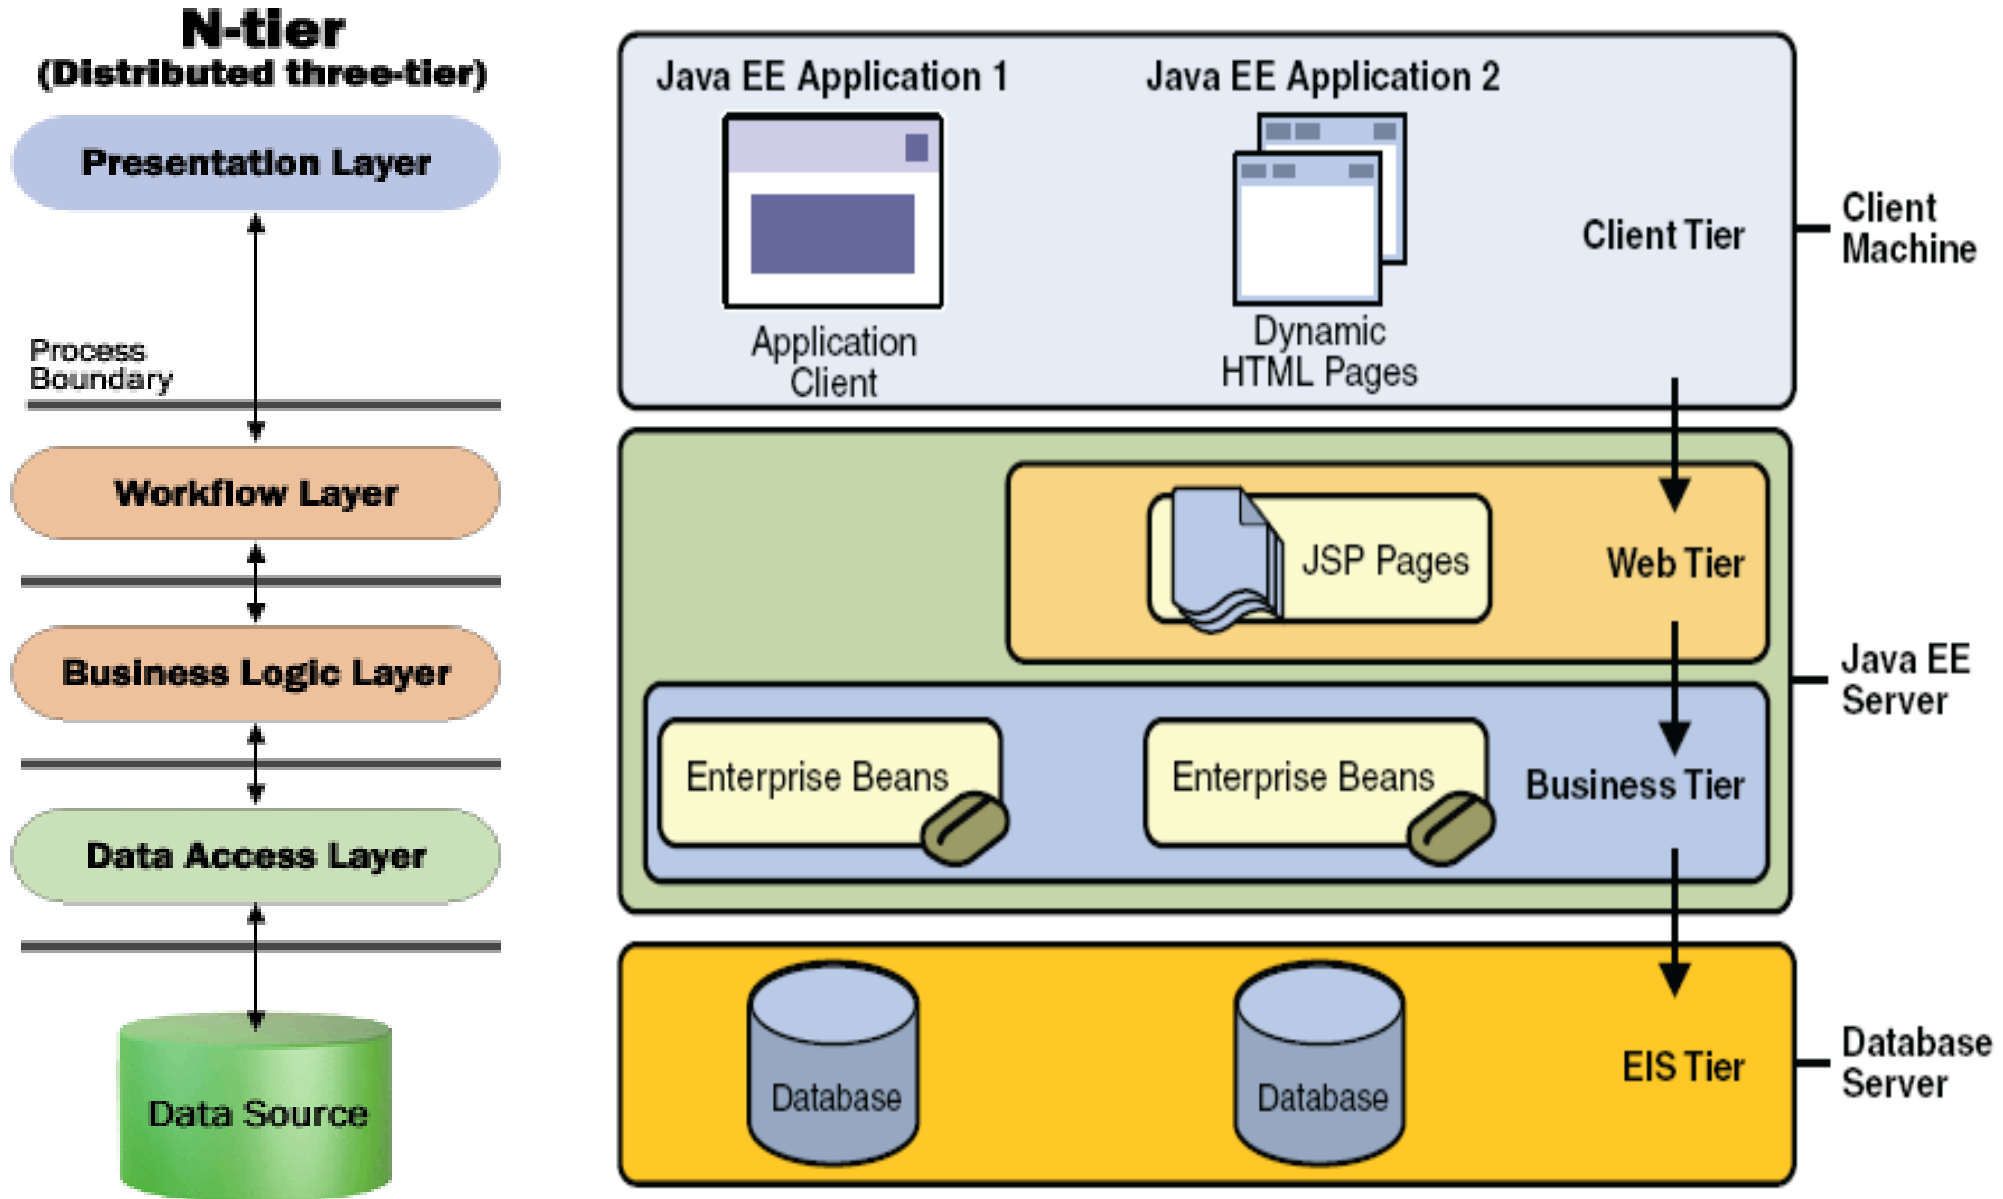 N-tier
(Distributed three-tier)
Presentation Layer
Process
Boundary
Workflow Layer
Business Logic Layer
Data Access Layer
Data Source
Java EE Application 1
Java EE Application 2
Application
Client
Dynamic
HTML Pages
Client Tier
Client
Machine
JSP Pages
Web Tier
Java EE
Server
Enterprise Beans
Enterprise Beans
Business Tier
Database
Database
EIS Tier
Database
Server